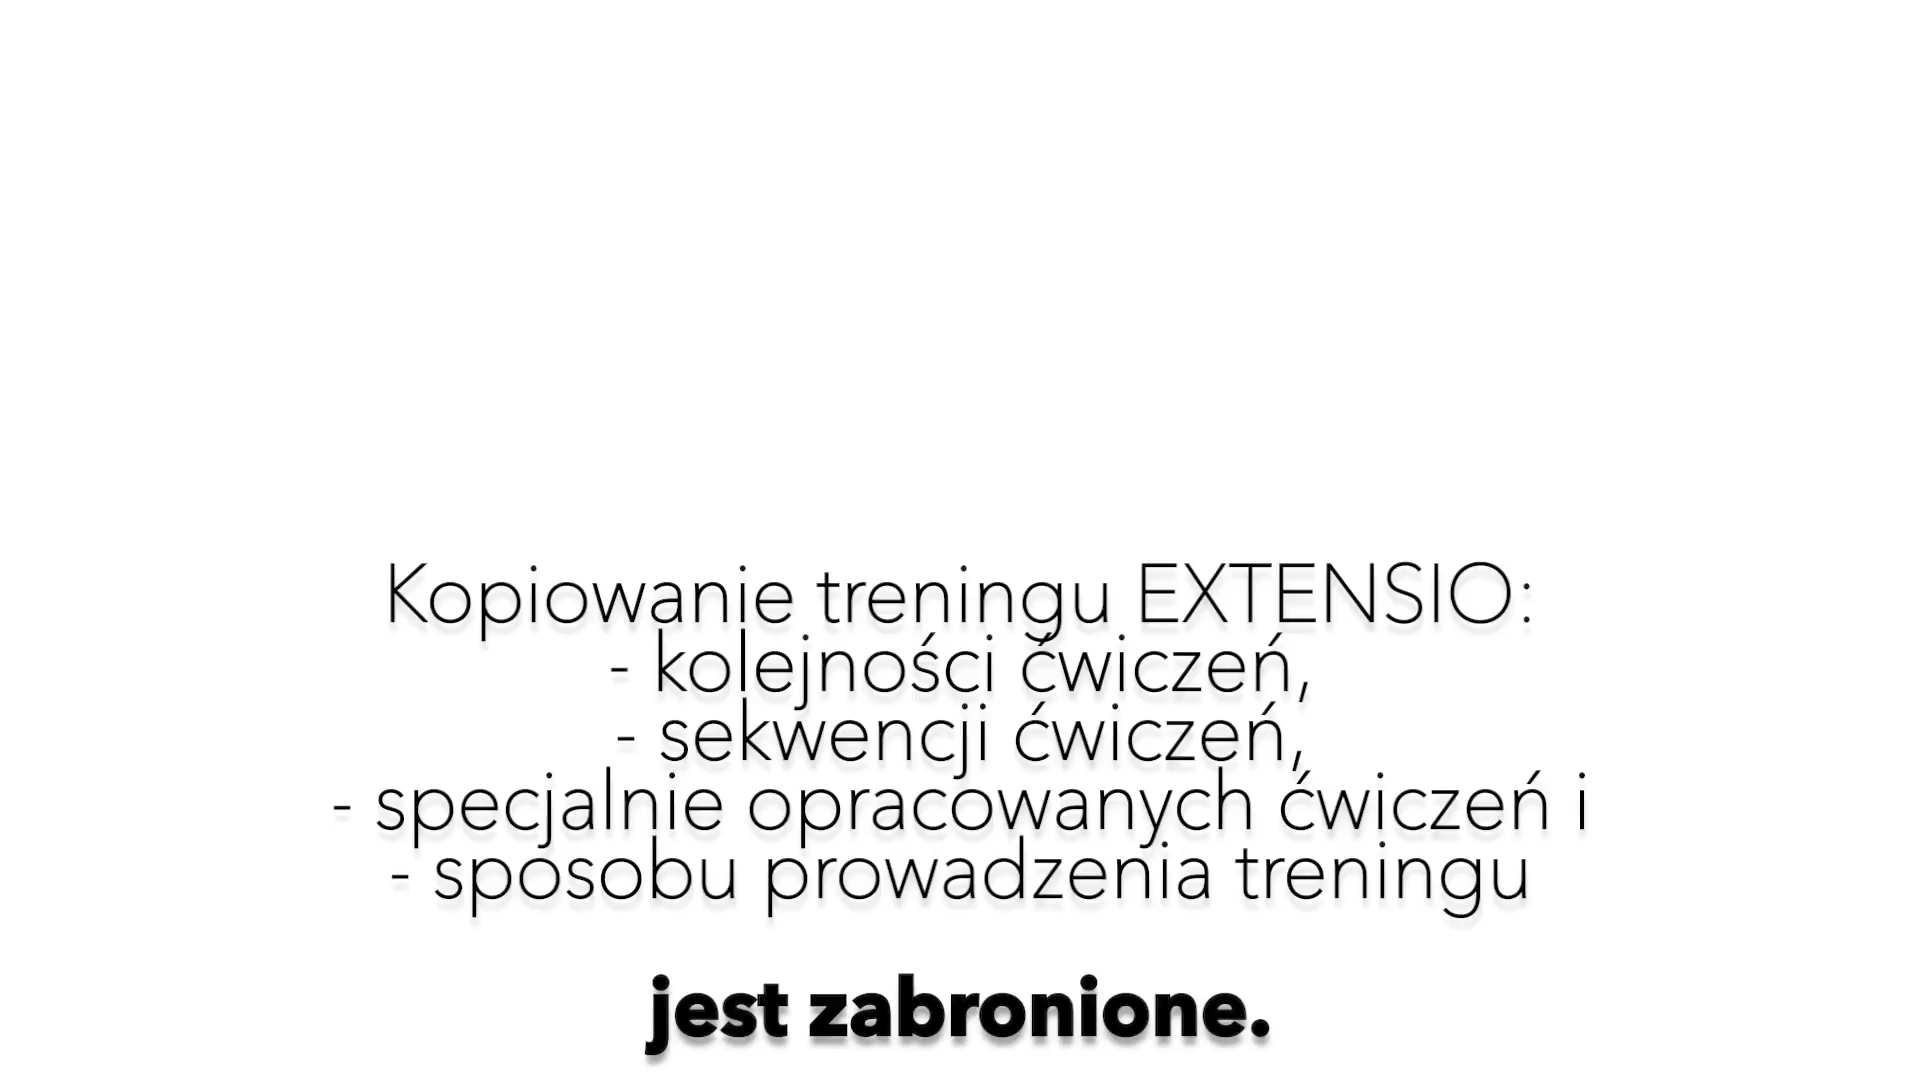 Kopiowanie treningu EXTENSIO:
- kolejności ćwiczeń,
- sekwencji ćwiczeń,
- specjalnie opracowanych ćwiczeń i
- sposobu prowadzenia treningu
jest zabronione.